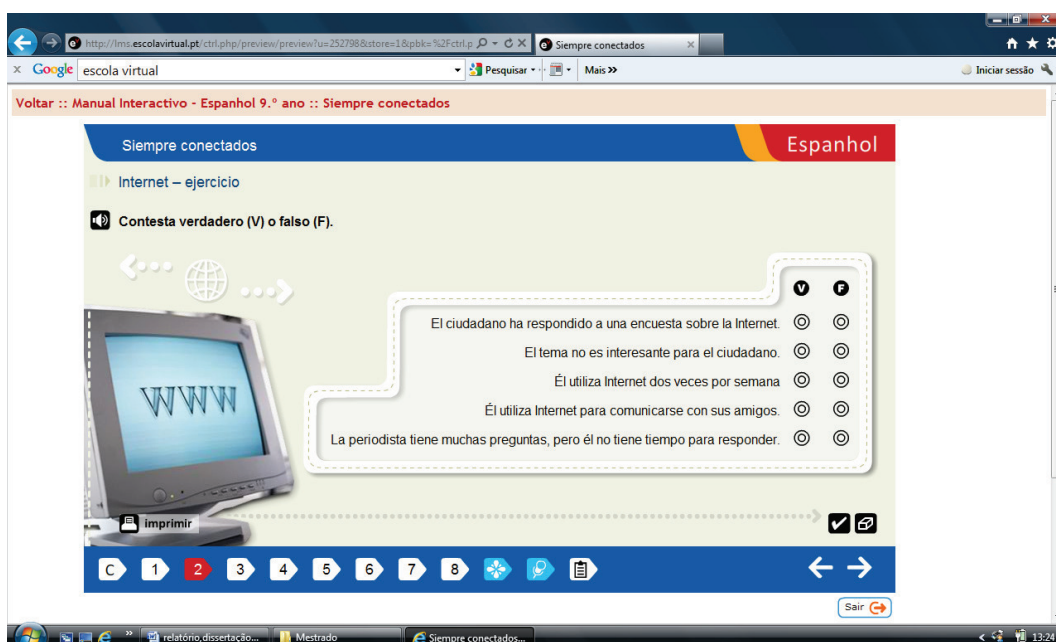 http://lms.escolavirtual.pt/ctrl.php/preview/preview?u=252798&store=1&pbk=%2Fctrl.p
Siempre conectados
x Google escola virtual Pesquisar Mais >> Iniciar sessão
Voltar :: Manual Interactivo - Espanhol 9.º ano :: Siempre conectados
Siempre conectados
Espanhol
Internet – ejercicio
Contesta verdadero (V) o falso (F).
V F
El ciudadano ha respondido a una encuesta sobre la Internet.
El tema no es interesante para el ciudadano.
Él utiliza Internet dos veces por semana
Él utiliza Internet para comunicarse con sus amigos.
La periodista tiene muchas preguntas, pero él no tiene tiempo para responder.
WWW
imprimir
C 1 2 3 4 5 6 7 8
Sair
relatório,dissertação... Mestrado Siempre conectados... 13:24